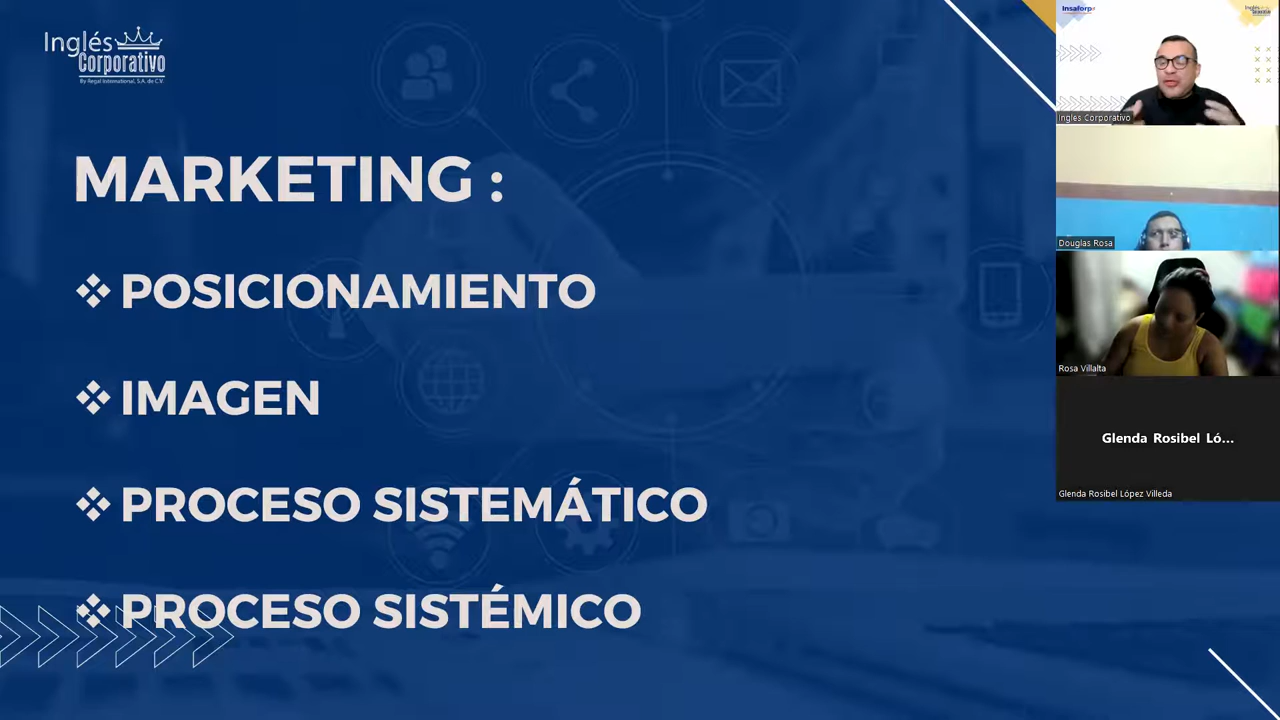 Inglés
Corporativo
By Regal International, S.A. de C.V.
MARKETING :
❖ POSICIONAMIENTO
❖ IMAGEN
❖ PROCESO SISTEMÁTICO
❖ PROCESO SISTÉMICO
Insaforp
Ingles Corporativo
Douglas Rosa
Rosa Villalta
Glenda Rosibel Ló...
Glenda Rosibel López Villeda